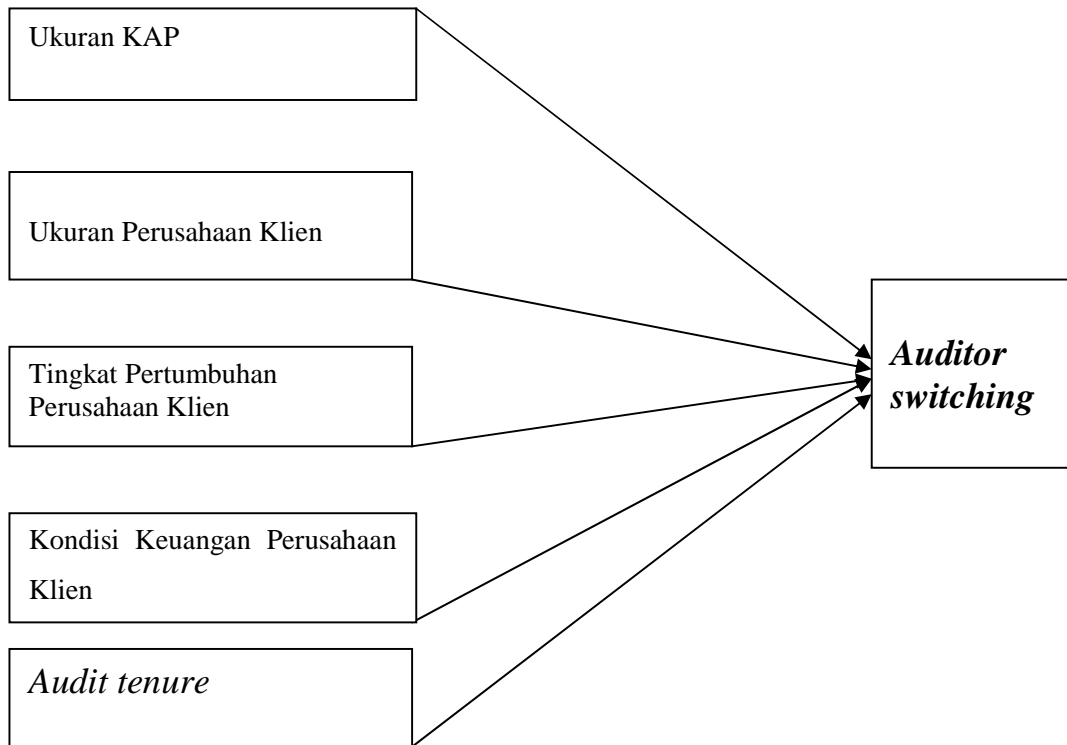 Ukuran KAP
Ukuran Perusahaan Klien
Tingkat Pertumbuhan
Perusahaan Klien
Kondisi Keuangan Perusahaan
Klien
Audit tenure
Auditor
switching